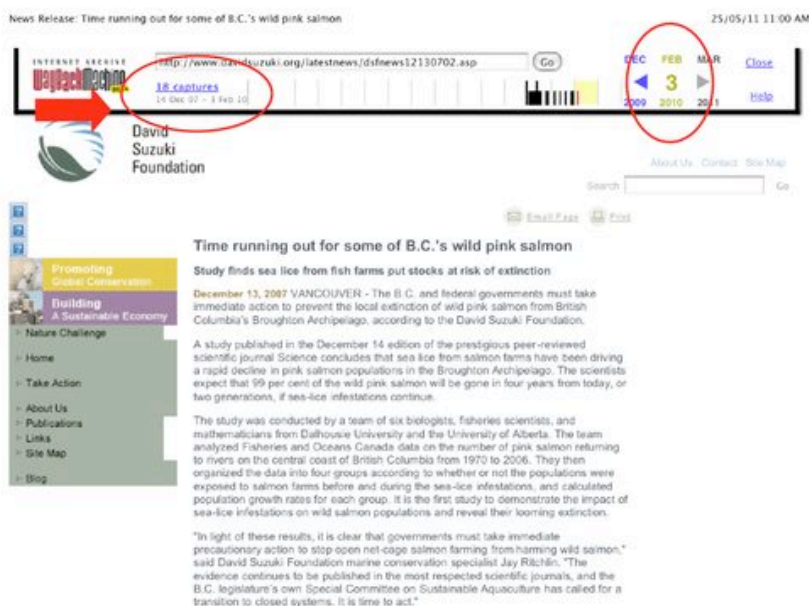 News Release: Time running out for some of B.C.'s wild pink salmon
25/05/11 11:00 AM
INTERNET ARCHIVE
WayBackMachine
http://www.davidsuzuki.org/latestnews/dsfnews12130702.asp
Go
DEC
FEB
MAR
Close
18 captures
14 Dec 07 - 3 Feb 10
3
2009
2010
2011
Help
David
Suzuki
Foundation
About Us
Contact
Site Map
Search
Go
Email Page
Print
Time running out for some of B.C.'s wild pink salmon
Study finds sea lice from fish farms put stocks at risk of extinction
Promoting
Global Conservation
Building
A Sustainable Economy
Nature Challenge
Home
Take Action
About Us
Publications
Links
Site Map
Blog
December 13, 2007 VANCOUVER - The B.C. and federal governments must take
immediate action to prevent the local extinction of wild pink salmon from British
Columbia's Broughton Archipelago, according to the David Suzuki Foundation.
A study published in the December 14 edition of the prestigious peer-reviewed
scientific journal Science concludes that sea lice from salmon farms have been driving
a rapid decline in pink salmon populations in the Broughton Archipelago. The scientists
expect that 99 per cent of the wild pink salmon will be gone in four years from today, or
two generations, if sea-lice infestations continue.
The study was conducted by a team of six biologists, fisheries scientists, and
mathematicians from Dalhousie University and the University of Alberta. The team
analyzed Fisheries and Oceans Canada data on the number of pink salmon returning
to rivers on the central coast of British Columbia from 1970 to 2006. They then
organized the data into four groups according to whether or not the populations were
exposed to salmon farms before and during the sea-lice infestations, and calculated
population growth rates for each group. It is the first study to demonstrate the impact of
sea-lice infestations on wild salmon populations and reveal their looming extinction.
"In light of these results, it is clear that governments must take immediate
precautionary action to stop open net-cage salmon farming from harming wild salmon,"
said David Suzuki Foundation marine conservation specialist Jay Ritchlin. "The
evidence continues to be published in the most respected scientific journals, and the
B.C. legislature's own Special Committee on Sustainable Aquaculture has called for a
transition to closed systems. It is time to act."